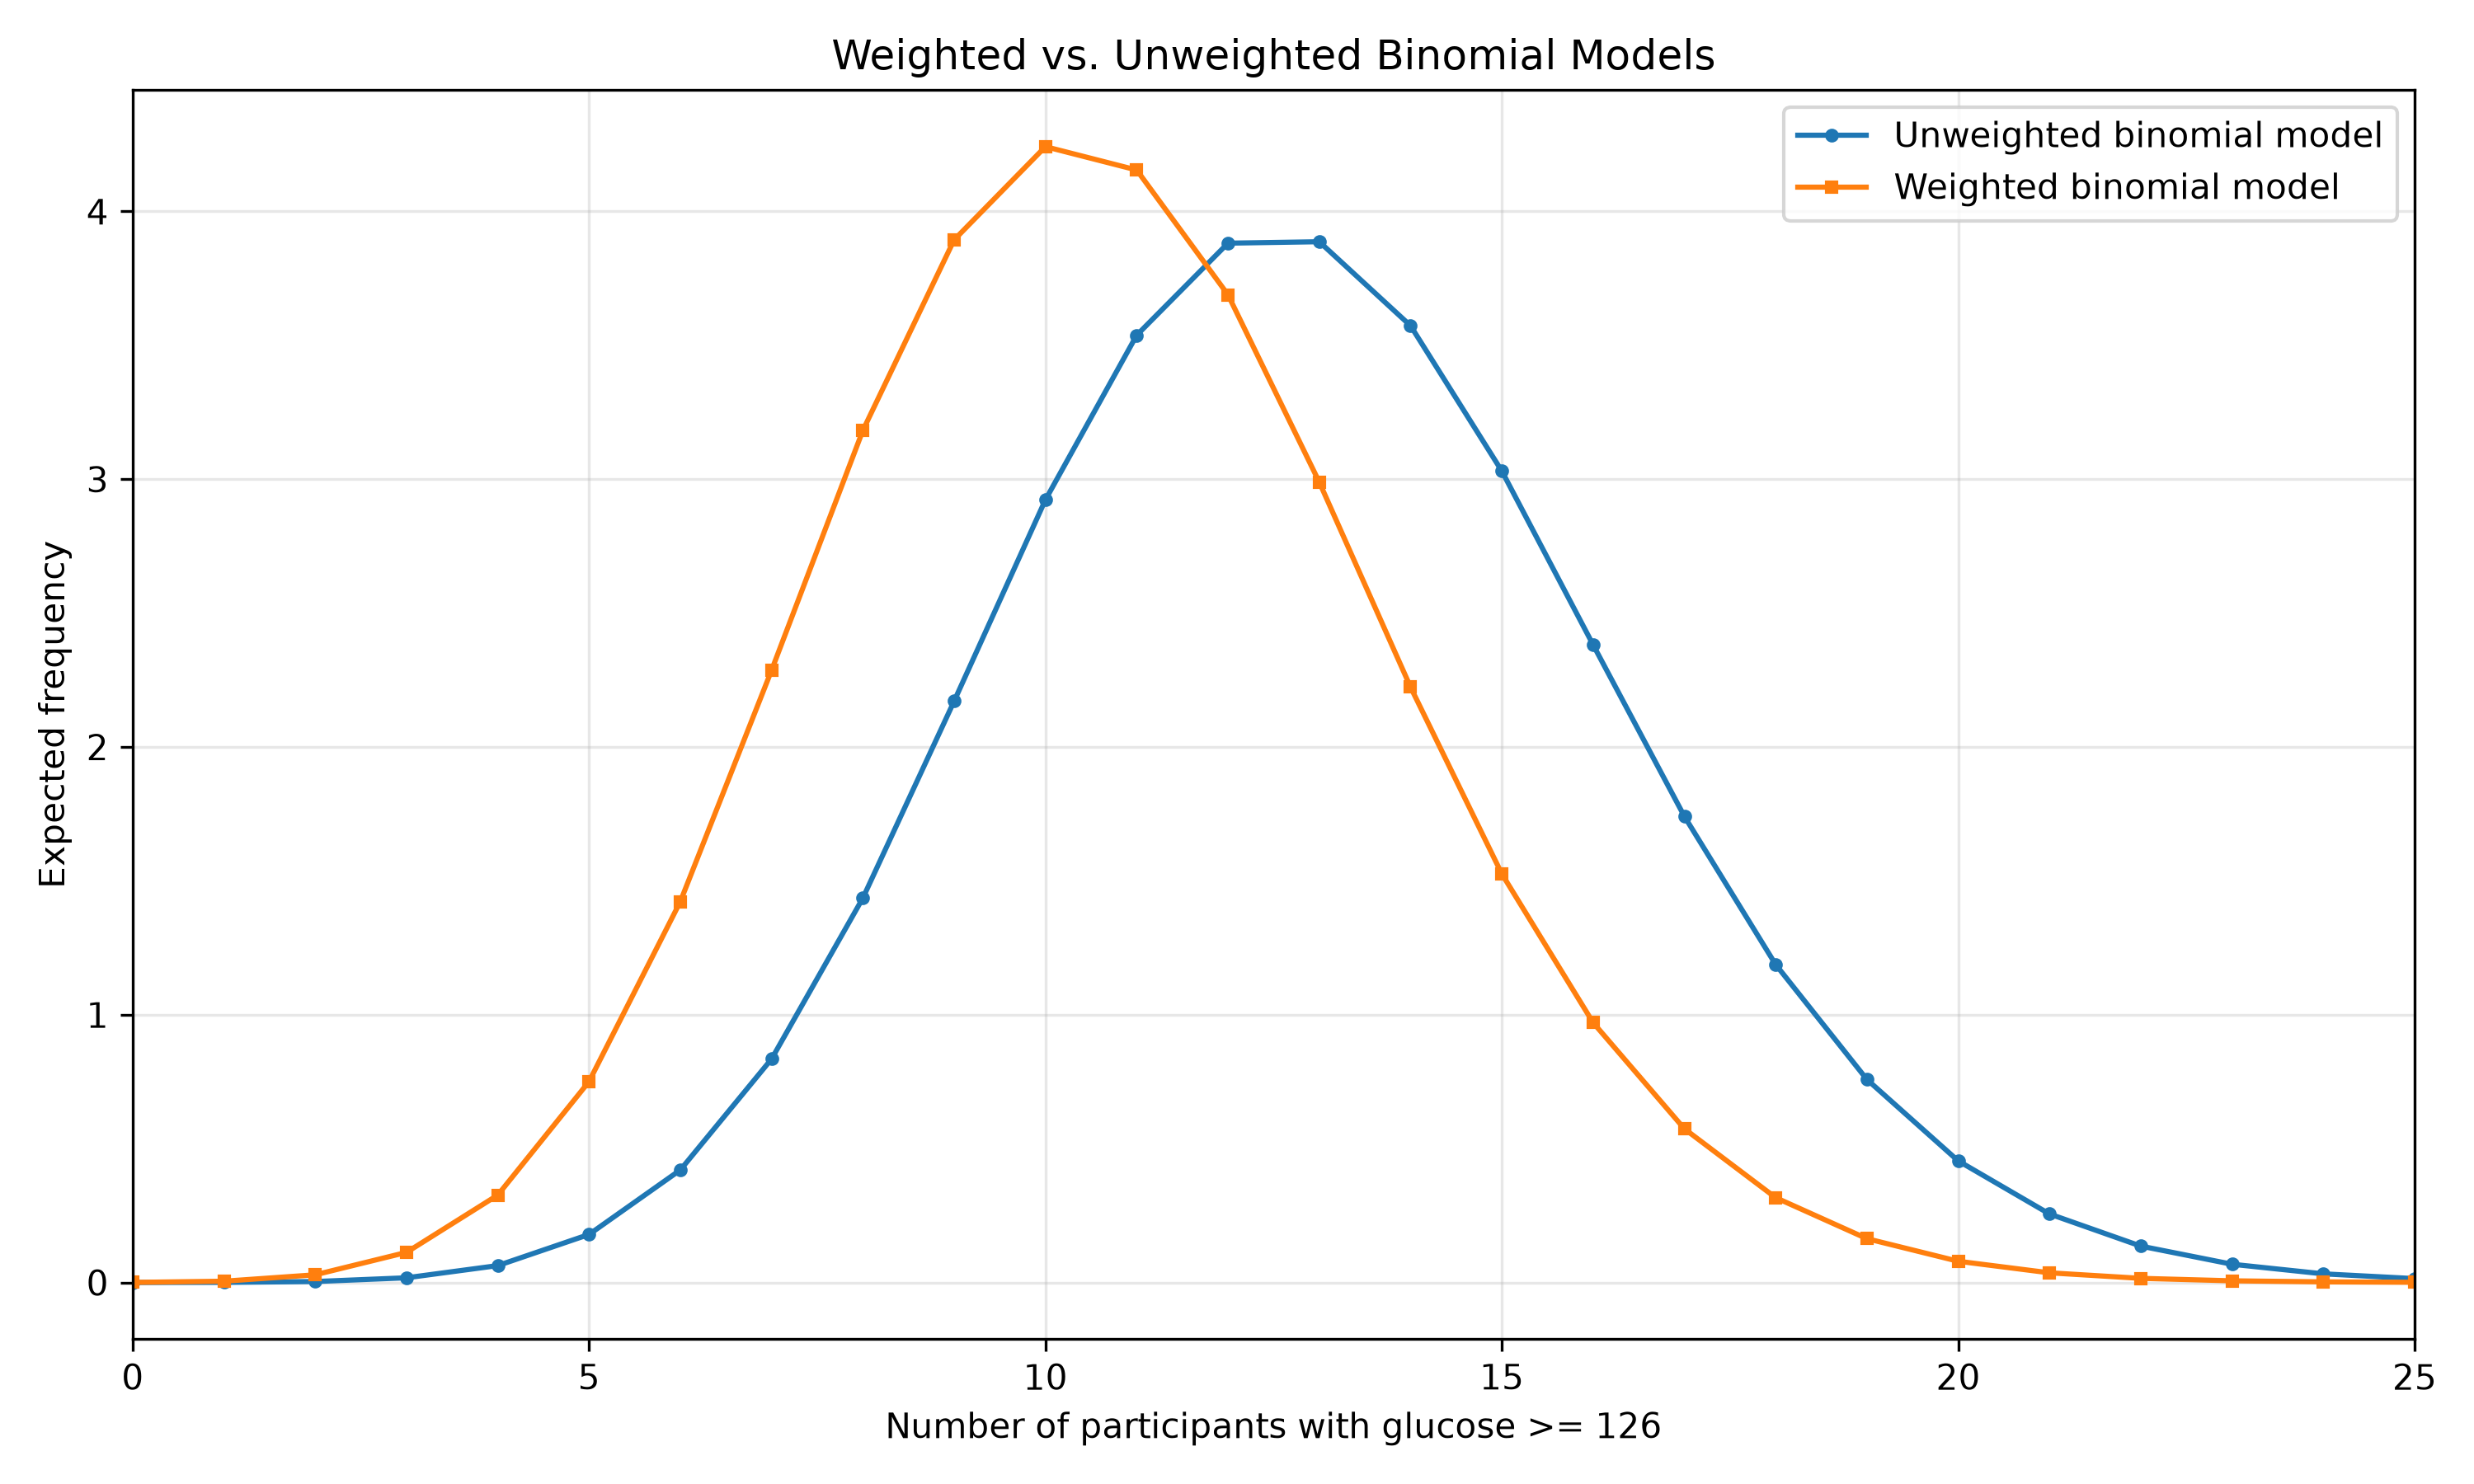 Weighted vs. Unweighted Binomial Models
Unweighted binomial model
Weighted binomial model
Expected frequency
4
3
2
1
0
0 5 10 15 20 25
Number of participants with glucose >= 126